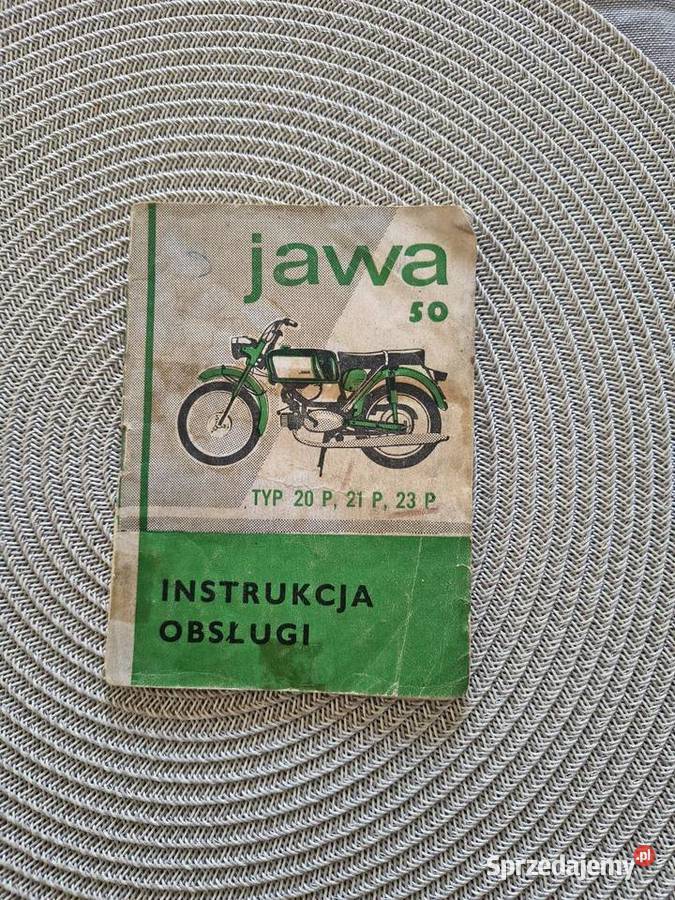 jawa
50
TYP 20 P, 21 P, 23 P
INSTRUKCJA
OBSŁUGI
Sprzedajemy.pl